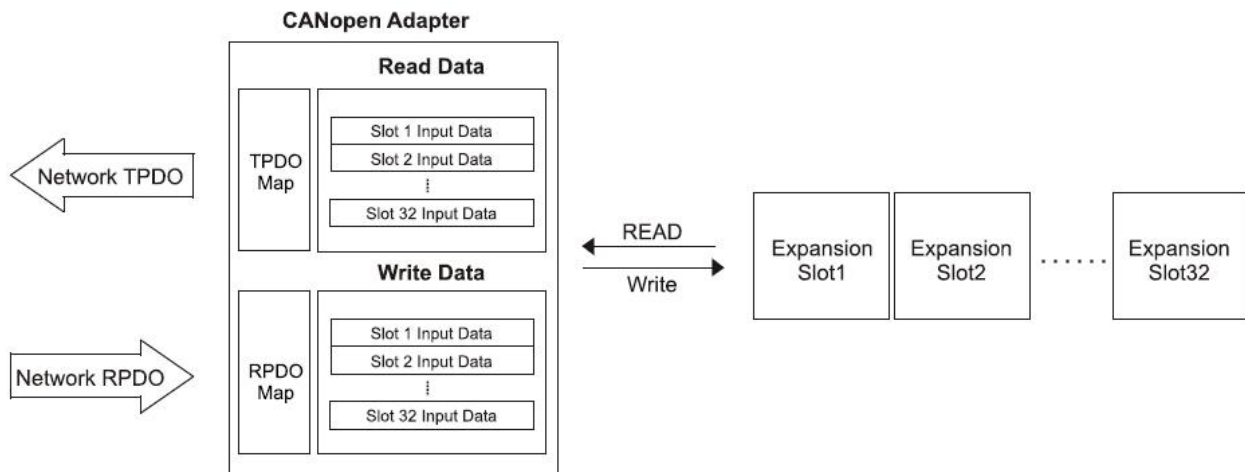 CANopen Adapter
Read Data
TPDO
Map
Slot 1 Input Data
Slot 2 Input Data
Slot 32 Input Data
Network TPDO
READ
Write
Expansion
Slot1
Expansion
Slot2
......
Expansion
Slot32
Write Data
RPDO
Map
Slot 1 Input Data
Slot 2 Input Data
Slot 32 Input Data
Network RPDO